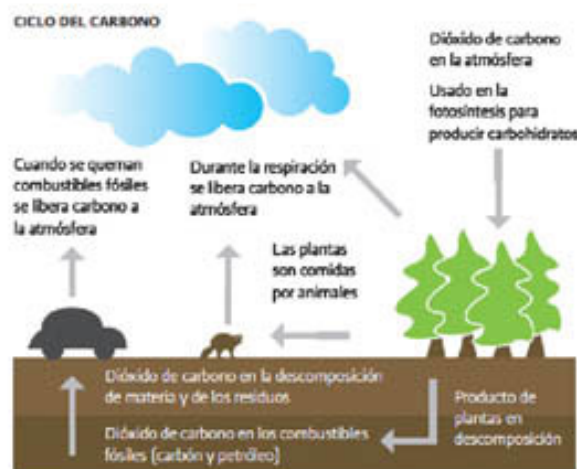 CICLO DEL CARBONO
Dióxido de carbono
en la atmósfera
Usado en la
fotosíntesis para
producir carbohidratos
Cuando se queman
combustibles fósiles
se libera carbono a
la atmósfera
Durante la respiración
se libera carbono a la
atmósfera
Las plantas
son comidas
por animales
Dióxido de carbono en la descomposición
de materia y de los residuos
Dióxido de carbono en los combustibles
fósiles (carbón y petróleo)
Producto de
plantas en
descomposición